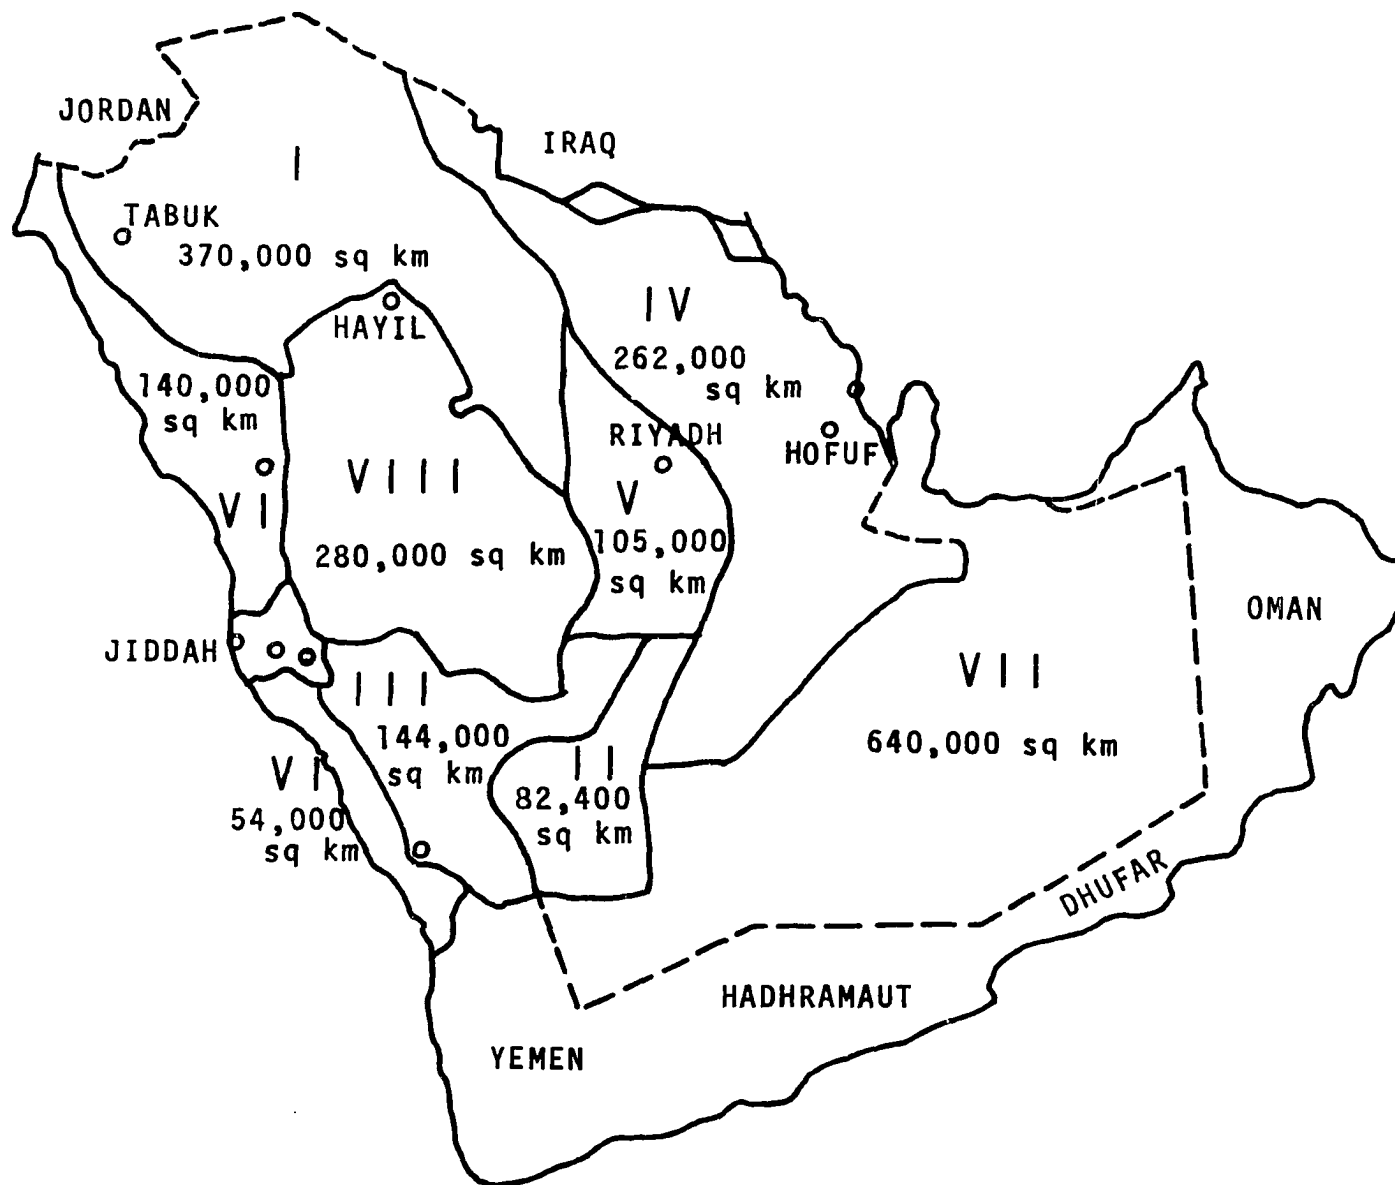 JORDAN
IRAQ
I
TABUK
370,000 sq km
IV
HAYIL
262,000
sq km
140,000
sq km
RIYADH
HOFUF
VIII
V
VI
105,000
sq km
280,000 sq km
OMAN
JIDDAH
VII
III
144,000
sq km
640,000 sq km
VI
II
82,400
sq km
54,000
sq km
DHUFAR
HADHRAMAUT
YEMEN